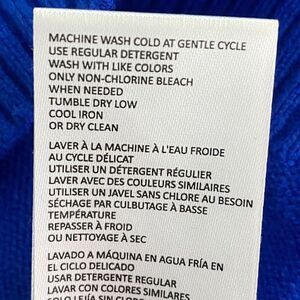 MACHINE WASH COLD AT GENTLE CYCLE
USE REGULAR DETERGENT
WASH WITH LIKE COLORS
ONLY NON-CHLORINE BLEACH
WHEN NEEDED
TUMBLE DRY LOW
COOL IRON
OR DRY CLEAN
LAVER À LA MACHINE À L'EAU FROIDE
AU CYCLE DÉLICAT
UTILISER UN DÉTERGENT RÉGULIER
LAVER AVEC DES COULEURS SIMILAIRES
UTILISER UN JAVEL SANS CHLORE AU BESOIN
SÉCHAGE PAR CULBUTAGE À BASSE
TEMPÉRATURE
REPASSER À FROID
OU NETTOYAGE À SEC
LAVADO A MÁQUINA EN AGUA FRÍA EN
EL CICLO DELICADO
USAR DETERGENTE REGULAR
LAVAR CON COLORES SIMILARES
SOLO LEJÍA SIN